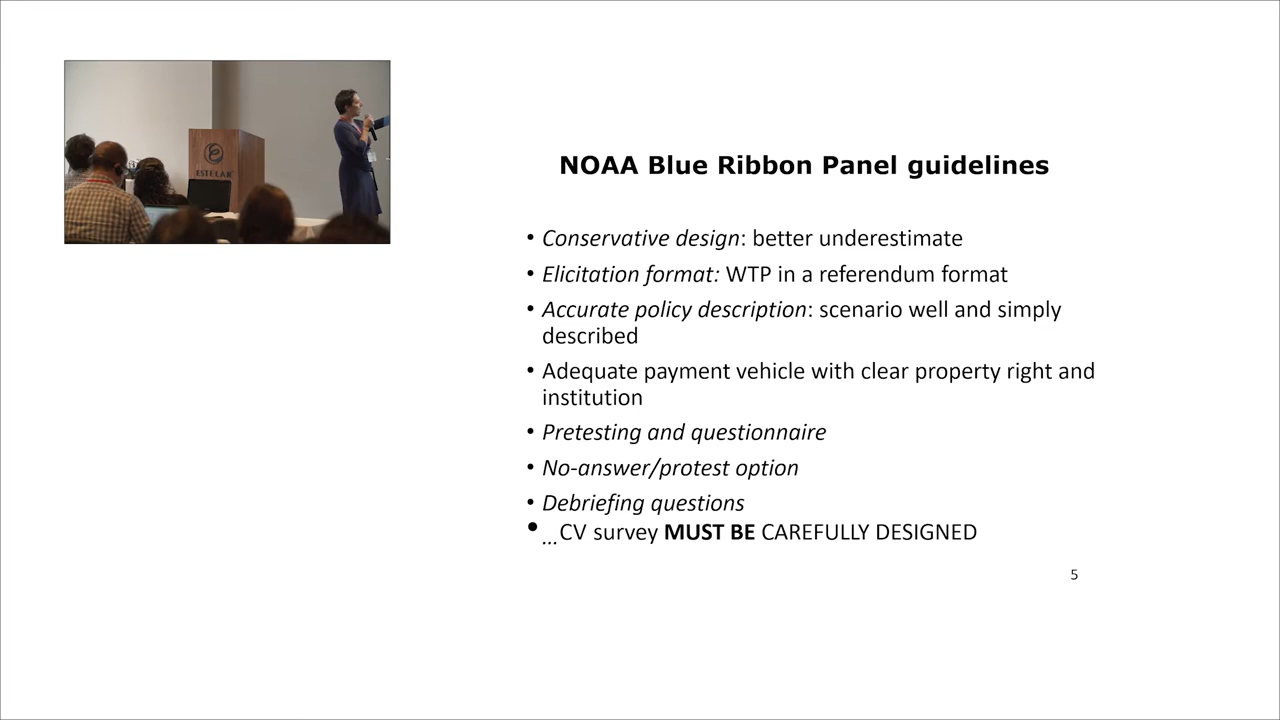 ESTELAR
NOAA Blue Ribbon Panel guidelines
• Conservative design: better underestimate
• Elicitation format: WTP in a referendum format
• Accurate policy description: scenario well and simply
described
• Adequate payment vehicle with clear property right and
institution
• Pretesting and questionnaire
• No-answer/protest option
• Debriefing questions
• …CV survey MUST BE CAREFULLY DESIGNED
5